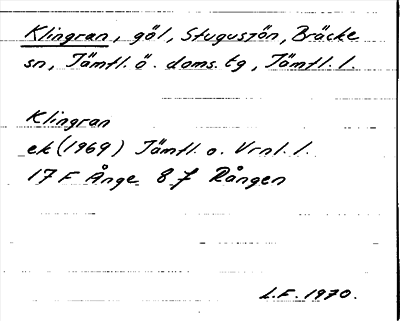 Klingran, göl, Stugusjön, Bräcke
sn, Jämtl. ö. doms. tg, Jämtl. l.
Klingran
ek (1969) Jämtl. o. Vrnl. l.
17 F Ånge 8 f Rången
L.F. 1970.